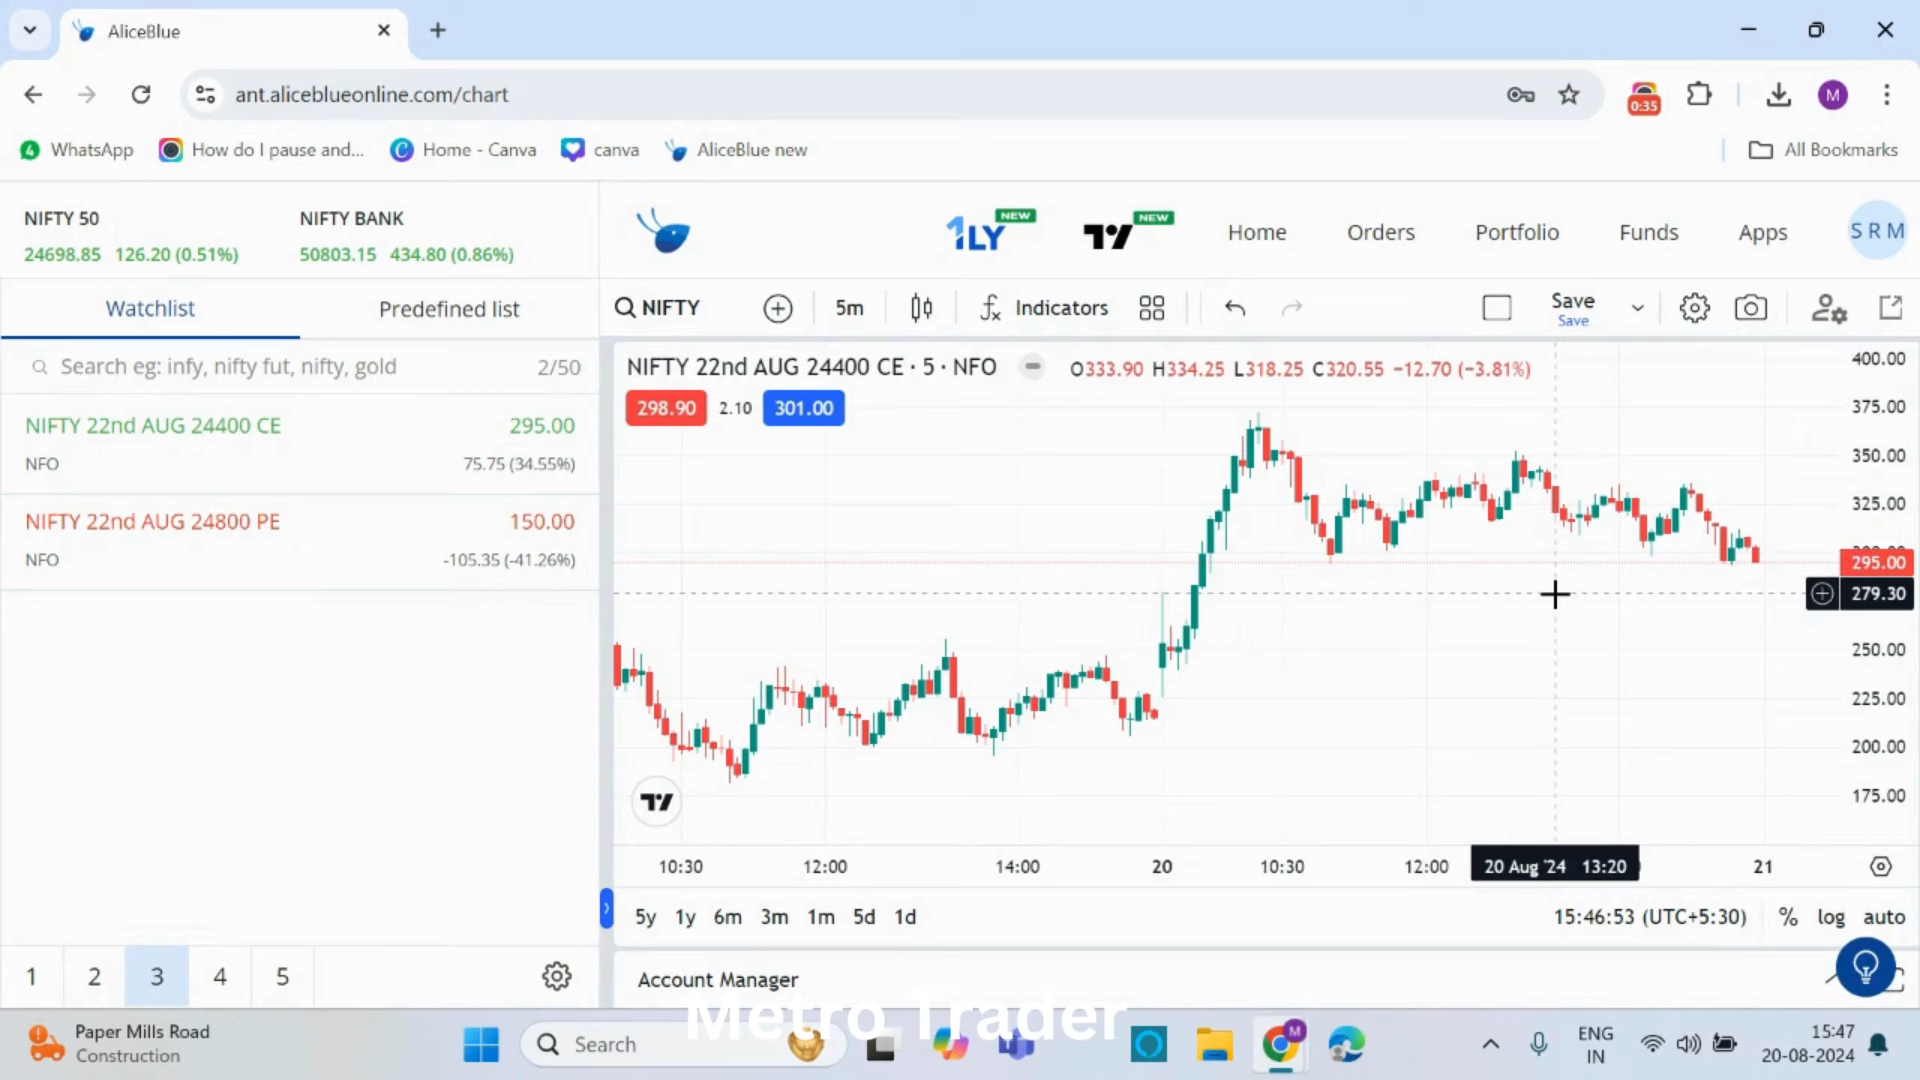 AliceBlue
ant.aliceblueonline.com/chart
0:35
M
4 WhatsApp
How do I pause and...
Home - Canva
canva
AliceBlue new
All Bookmarks
NIFTY 50
24698.85 126.20 (0.51%)
NIFTY BANK
50803.15 434.80 (0.86%)
1LY NEW
NEW
Home
Orders
Portfolio
Funds
Apps
S R M
Watchlist
Predefined list
Search eg: infy, nifty fut, nifty, gold 2/50
NIFTY 22nd AUG 24400 CE 295.00
NFO 75.75 (34.55%)
NIFTY 22nd AUG 24800 PE 150.00
NFO -105.35 (-41.26%)
1 2 3 4 5
NIFTY
5m
Indicators
Save
Save
NIFTY 22nd AUG 24400 CE · 5 · NFO
O333.90 H334.25 L318.25 C320.55 −12.70 (−3.81%)
298.90 2.10 301.00
400.00
375.00
350.00
325.00
295.00
279.30
250.00
225.00
200.00
175.00
10:30 12:00 14:00 20 10:30 12:00 20 Aug '24 13:20 21
5y 1y 6m 3m 1m 5d 1d
15:46:53 (UTC+5:30) % log auto
Account Manager
Metro Trader
Paper Mills Road
Construction
Search
M
ENG
IN
15:47
20-08-2024